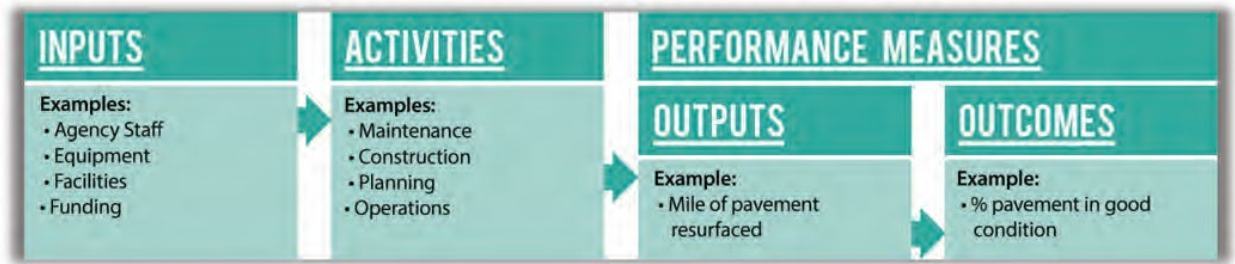 INPUTS
Examples:
• Agency Staff
• Equipment
• Facilities
• Funding
ACTIVITIES
Examples:
• Maintenance
• Construction
• Planning
• Operations
PERFORMANCE MEASURES
OUTPUTS
Example:
• Mile of pavement
resurfaced
OUTCOMES
Example:
• % pavement in good
condition